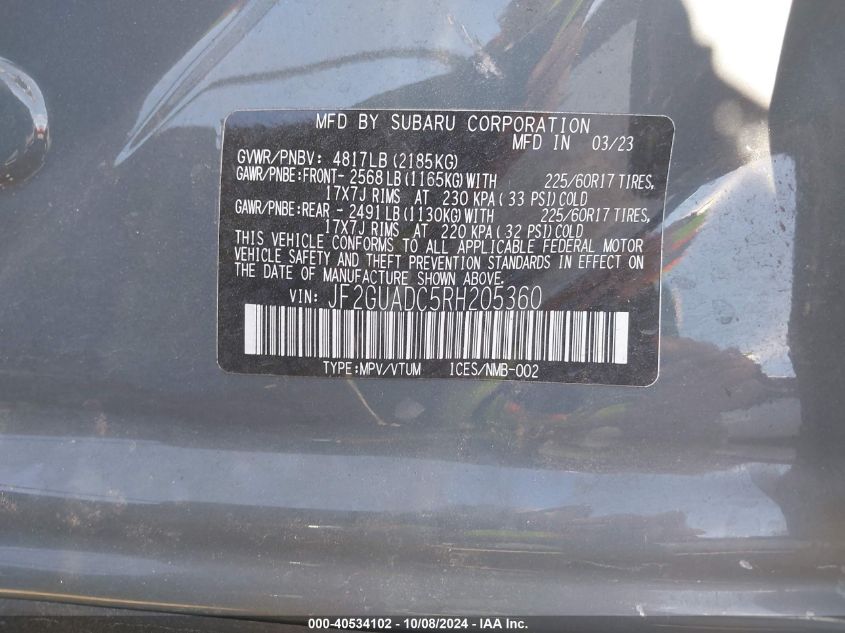 MFD BY SUBARU CORPORATION
MFD IN 03/23
GVWR/PNBV: 4817LB(2185KG)
GAWR/PNBE:FRONT- 2568LB(1165KG)WITH 225/60R17 TIRES,
17X7J RIMS AT 230 KPA( 33 PSI)COLD
GAWR/PNBE:REAR - 2491LB(1130KG)WITH 225/60R17 TIRES,
17X7J RIMS AT 220 KPA( 32 PSI)COLD
THIS VEHICLE CONFORMS TO ALL APPLICABLE FEDERAL MOTOR
VEHICLE SAFETY AND THEFT PREVENTION STANDARDS IN EFFECT ON
THE DATE OF MANUFACTURE SHOWN ABOVE.
VIN: JF2GUADC5RH205360
TYPE:MPV/VTUM ICES/NMB-002
000-40534102 - 10/08/2024 - © IAA Inc.